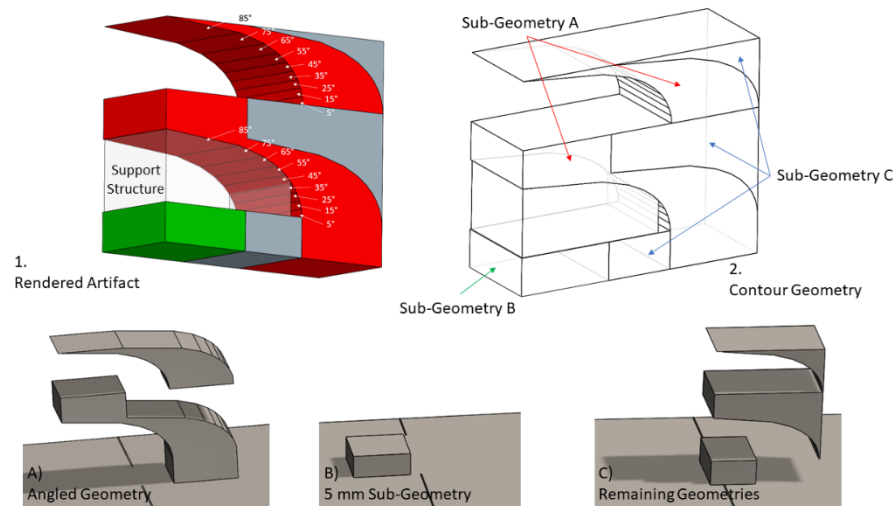 85°
75°
65°
55°
45°
35°
25°
15°
5°
85°
75°
65°
55°
45°
35°
25°
15°
5°
Support
Structure
1.
Rendered Artifact
Sub-Geometry A
Sub-Geometry C
Sub-Geometry B
2.
Contour Geometry
A)
Angled Geometry
B)
5 mm Sub-Geometry
C)
Remaining Geometries